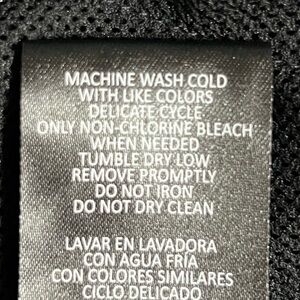 MACHINE WASH COLD
WITH LIKE COLORS
DELICATE CYCLE
ONLY NON-CHLORINE BLEACH
WHEN NEEDED
TUMBLE DRY LOW
REMOVE PROMPTLY
DO NOT IRON
DO NOT DRY CLEAN
LAVAR EN LAVADORA
CON AGUA FRÍA
CON COLORES SIMILARES
CICLO DELICADO